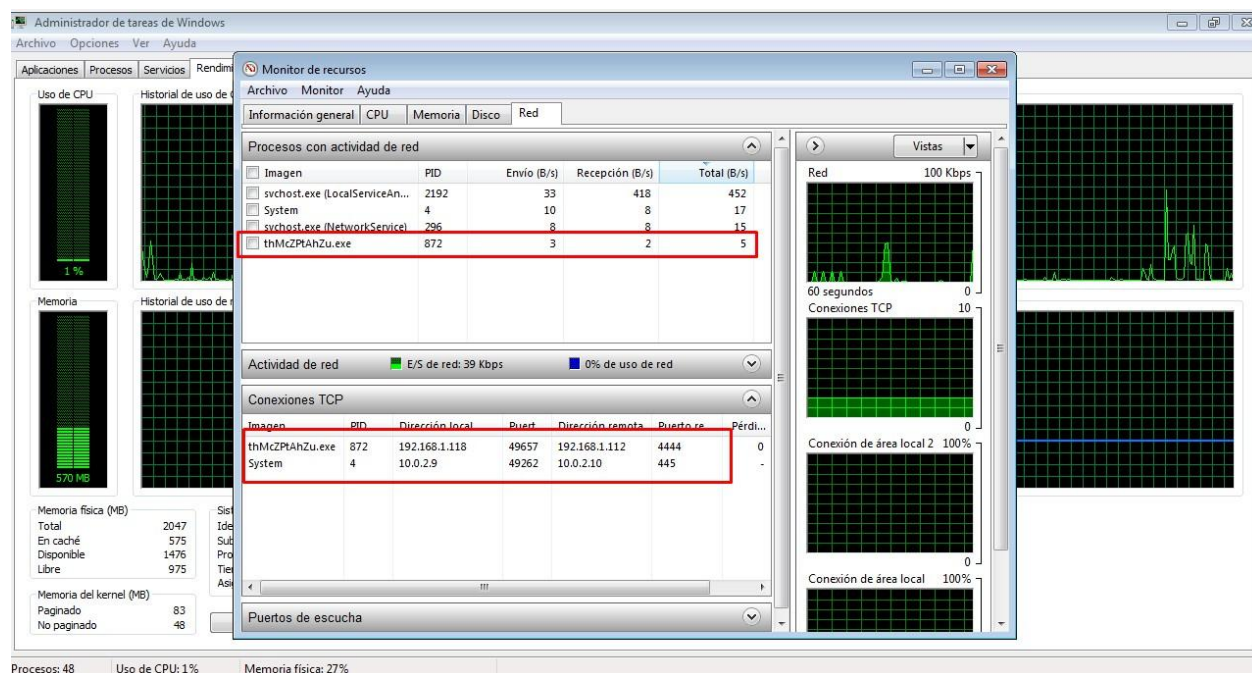 Administrador de tareas de Windows
Archivo Opciones Ver Ayuda
Aplicaciones Procesos Servicios Rendimi
Uso de CPU
Historial de uso de
1 %
Memoria
Historial de uso de
570 MB
Memoria física (MB)
Total 2047
En caché 575
Disponible 1476
Libre 975
Memoria del kernel (MB)
Paginado 83
No paginado 48
Sist
Ide
Sub
Pro
Tie
Asi
Monitor de recursos
Archivo Monitor Ayuda
Información general CPU Memoria Disco Red
Procesos con actividad de red
Imagen PID Envío (B/s) Recepción (B/s) Total (B/s)
svchost.exe (LocalServiceAn... 2192 33 418 452
System 4 10 8 17
svchost.exe (NetworkService) 296 8 8 15
thMcZPtAhZu.exe 872 3 2 5
Actividad de red E/S de red: 39 Kbps 0% de uso de red
Conexiones TCP
Imagen PID Dirección local Puert... Dirección remota Puerto re... Pérdi...
thMcZPtAhZu.exe 872 192.168.1.118 49657 192.168.1.112 4444 0
System 4 10.0.2.9 49262 10.0.2.10 445 -
Puertos de escucha
Vistas
Red 100 Kbps
60 segundos 0
Conexiones TCP 10
0
Conexión de área local 2 100%
0
Conexión de área local 100%
Procesos: 48 Uso de CPU: 1% Memoria física: 27%